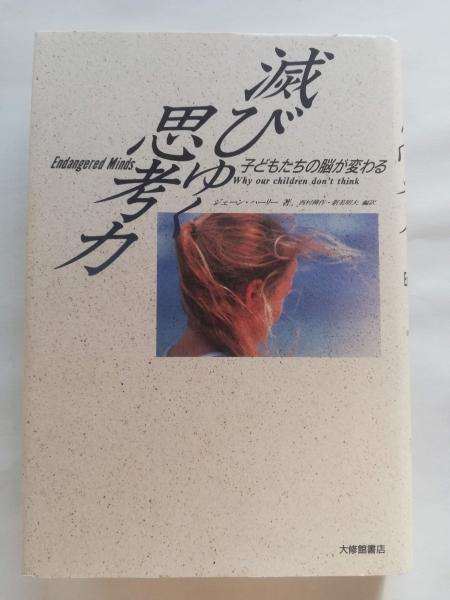 滅びゆく
思考力
Endangered Minds
子どもたちの脳が変わる
Why our children don't think
ジェーン・ハーリー 著、西村辨作・新美明夫 編訳
大修館書店